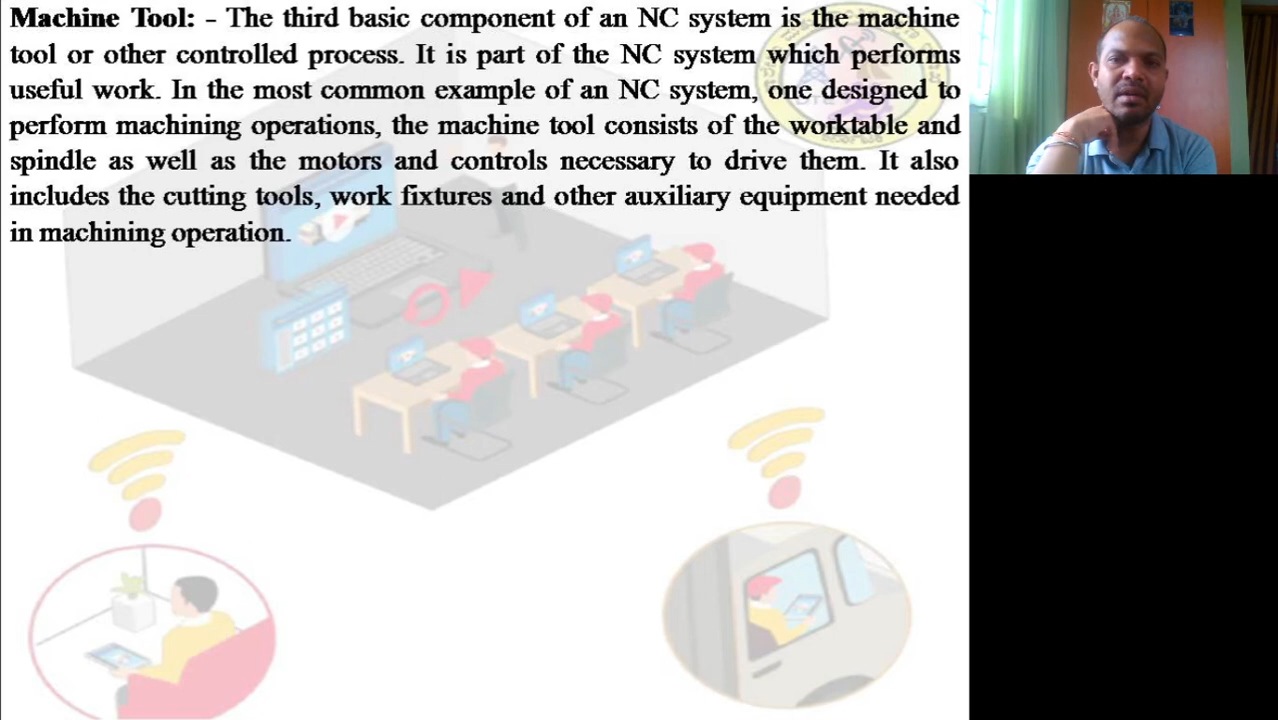 Machine Tool: - The third basic component of an NC system is the machine
tool or other controlled process. It is part of the NC system which performs
useful work. In the most common example of an NC system, one designed to
perform machining operations, the machine tool consists of the worktable and
spindle as well as the motors and controls necessary to drive them. It also
includes the cutting tools, work fixtures and other auxiliary equipment needed
in machining operation.